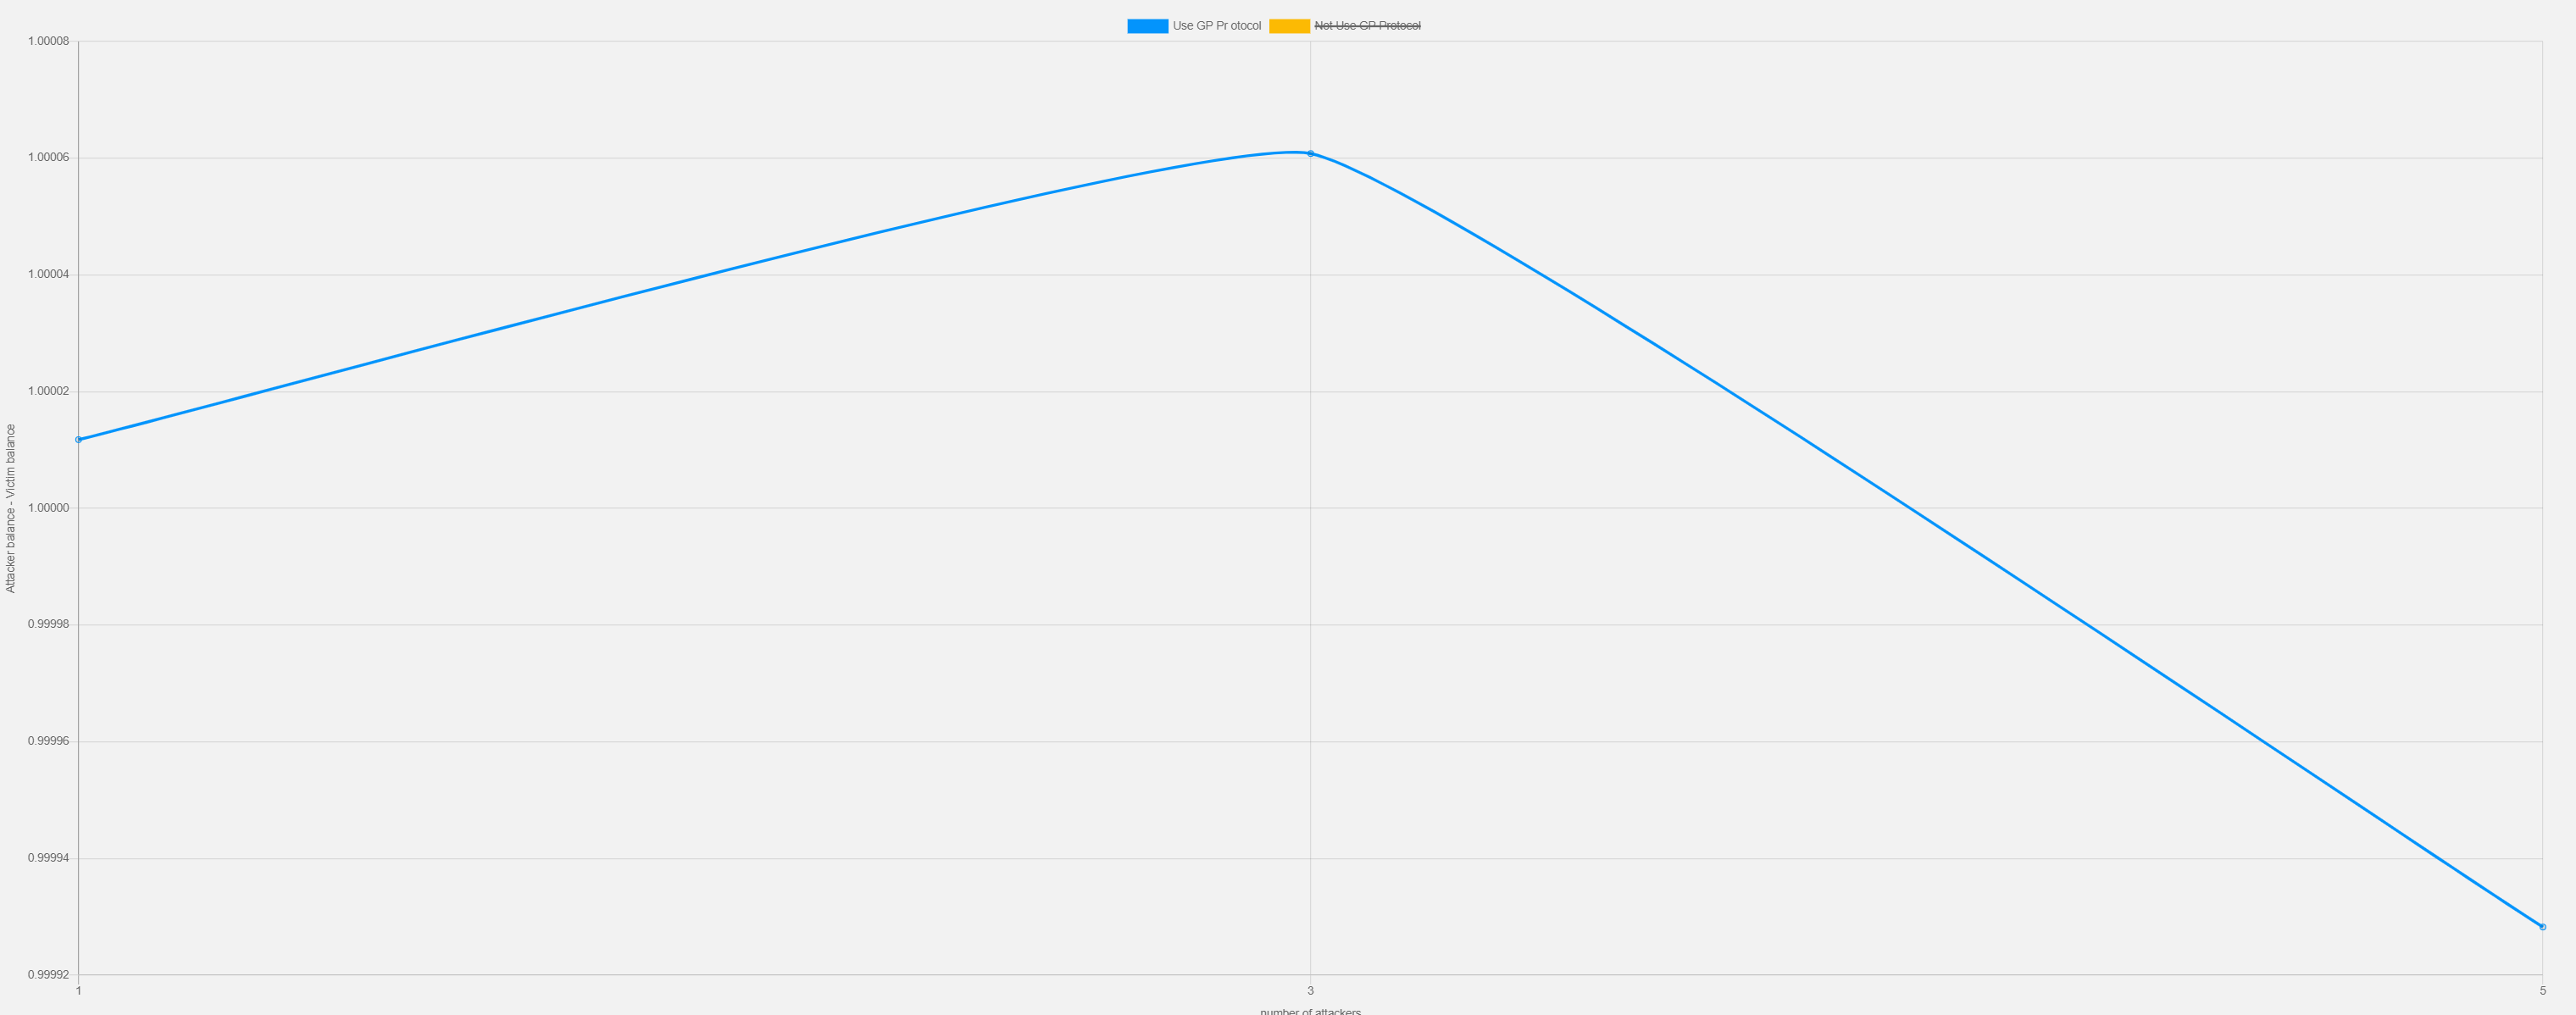 Use GP Pr otocol Not Use GP Protocol
1.00008
1.00006
1.00004
1.00002
1.00000
0.99998
0.99996
0.99994
0.99992
Attacker balance - Victim balance
1 3 5
number of attackers